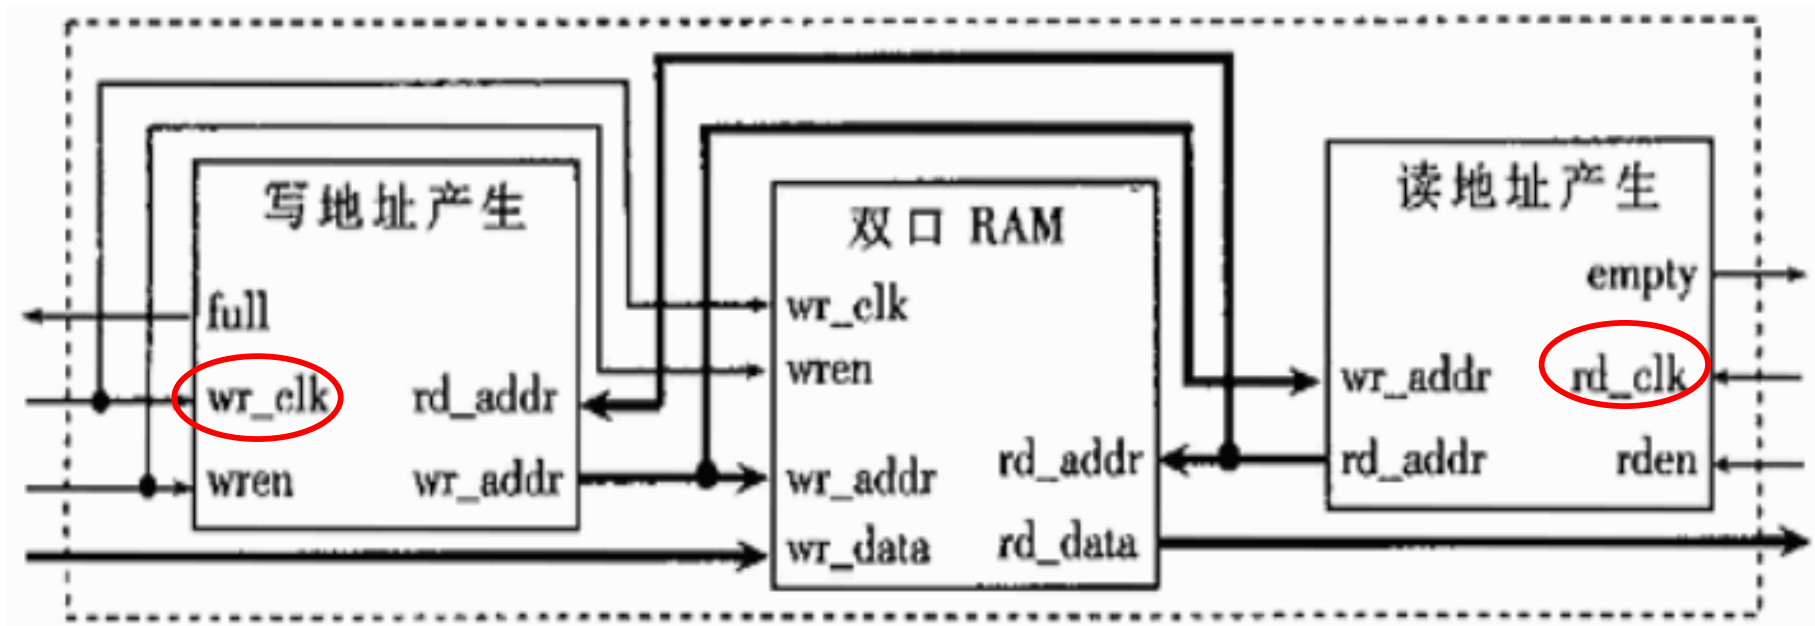 写地址产生
full
wr_clk
rd_addr
wren
wr_addr
双口 RAM
wr_clk
wren
rd_addr
wr_addr
rd_data
wr_data
读地址产生
empty
wr_addr
rd_clk
rd_addr
rden